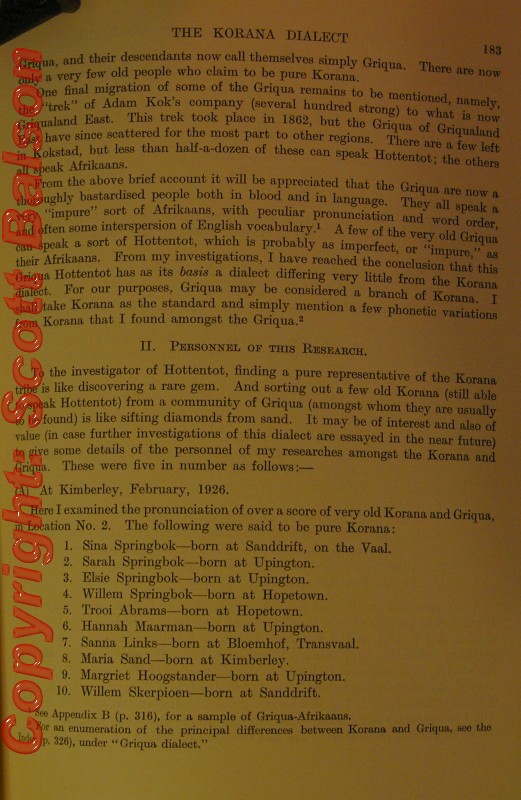 THE KORANA DIALECT
183
Griqua, and their descendants now call themselves simply Griqua. There are now
only a very few old people who claim to be pure Korana.
One final migration of some of the Griqua remains to be mentioned, namely,
the "trek" of Adam Kok's company (several hundred strong) to what is now
Griqualand East. This trek took place in 1862, but the Griqua of Griqualand
East have since scattered for the most part to other regions. There are a few left
in Kokstad, but less than half-a-dozen of these can speak Hottentot; the others
all speak Afrikaans.
From the above brief account it will be appreciated that the Griqua are now a
thoroughly bastardised people both in blood and in language. They all speak a
very "impure" sort of Afrikaans, with peculiar pronunciation and word order,
and often some interspersion of English vocabulary.¹ A few of the very old Griqua
can speak a sort of Hottentot, which is probably as imperfect, or "impure," as
their Afrikaans. From my investigations, I have reached the conclusion that this
Griqua Hottentot has as its basis a dialect differing very little from the Korana
dialect. For our purposes, Griqua may be considered a branch of Korana. I
shall take Korana as the standard and simply mention a few phonetic variations
from Korana that I found amongst the Griqua.²
II. PERSONNEL OF THIS RESEARCH.
To the investigator of Hottentot, finding a pure representative of the Korana
tribe is like discovering a rare gem. And sorting out a few old Korana (still able
to speak Hottentot) from a community of Griqua (amongst whom they are usually
to be found) is like sifting diamonds from sand. It may be of interest and also of
value (in case further investigations of this dialect are essayed in the near future)
to give some details of the personnel of my researches amongst the Korana and
Griqua. These were five in number as follows:—
[A] At Kimberley, February, 1926.
Here I examined the pronunciation of over a score of very old Korana and Griqua,
in Location No. 2. The following were said to be pure Korana:
1. Sina Springbok—born at Sanddrift, on the Vaal.
2. Sarah Springbok—born at Upington.
3. Elsie Springbok—born at Upington.
4. Willem Springbok—born at Hopetown.
5. Trooi Abrams—born at Hopetown.
6. Hannah Maarman—born at Upington.
7. Sanna Links—born at Bloemhof, Transvaal.
8. Maria Sand—born at Kimberley.
9. Margriet Hoogstander—born at Upington.
10. Willem Skerpioen—born at Sanddrift.
¹ See Appendix B (p. 316), for a sample of Griqua-Afrikaans.
² For an enumeration of the principal differences between Korana and Griqua, see the
Index (p. 326), under "Griqua dialect."
Copyright Scott Balson